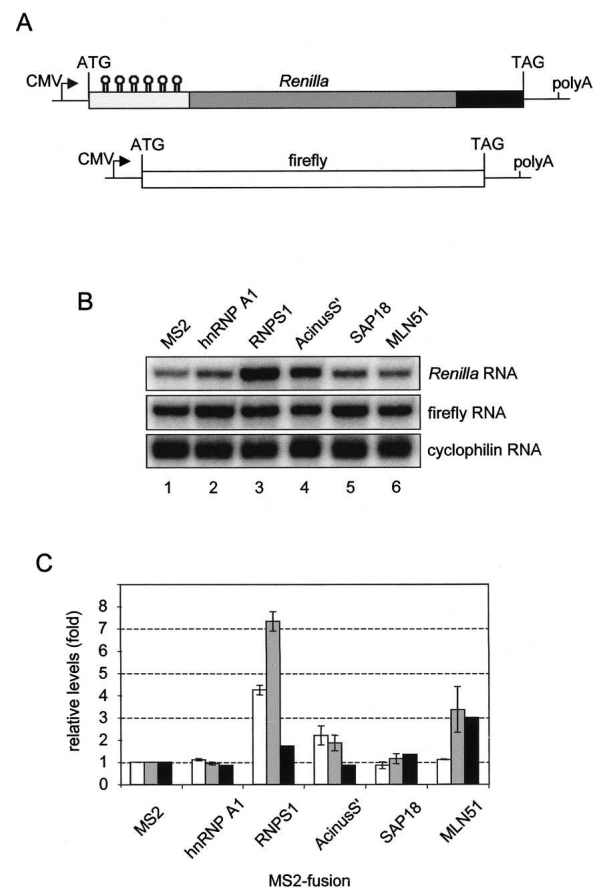 A
ATG
TAG
CMV
Renilla
polyA
ATG
TAG
CMV
firefly
polyA
B
MS2
hnRNP A1
RNPS1
AcinusS'
SAP18
MLN51
Renilla RNA
firefly RNA
cyclophilin RNA
1 2 3 4 5 6
C
relative levels (fold)
8
7
6
5
4
3
2
1
0
MS2
hnRNP A1
RNPS1
AcinusS'
SAP18
MLN51
MS2-fusion